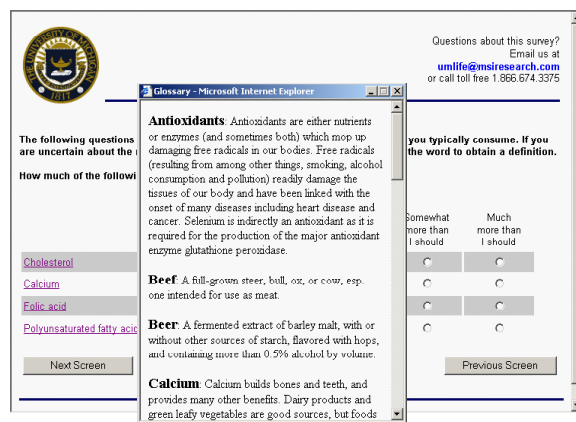 THE UNIVERSITY OF MICHIGAN
1817
Questions about this survey?
Email us at
umlife@msiresearch.com
or call toll free 1.866.674.3375
Glossary - Microsoft Internet Explorer
The following questions
you typically consume. If you
are uncertain about the
the word to obtain a definition.
How much of the followi
Antioxidants: Antioxidants are either nutrients
or enzymes (and sometimes both) which mop up
damaging free radicals in our bodies. Free radicals
(resulting from among other things, smoking, alcohol
consumption and pollution) readily damage the
tissues of our body and have been linked with the
onset of many diseases including heart disease and
cancer. Selenium is indirectly an antioxidant as it is
required for the production of the major antioxidant
enzyme glutathione peroxidase.
Beef: A full-grown steer, bull, ox, or cow, esp.
one intended for use as meat.
Beer: A fermented extract of barley malt, with or
without other sources of starch, flavored with hops,
and containing more than 0.5% alcohol by volume.
Calcium: Calcium builds bones and teeth, and
provides many other benefits. Dairy products and
green leafy vegetables are good sources, but foods
Somewhat
more than
I should
Much
more than
I should
Cholesterol
Calcium
Folic acid
Polyunsaturated fatty acid
Next Screen
Previous Screen